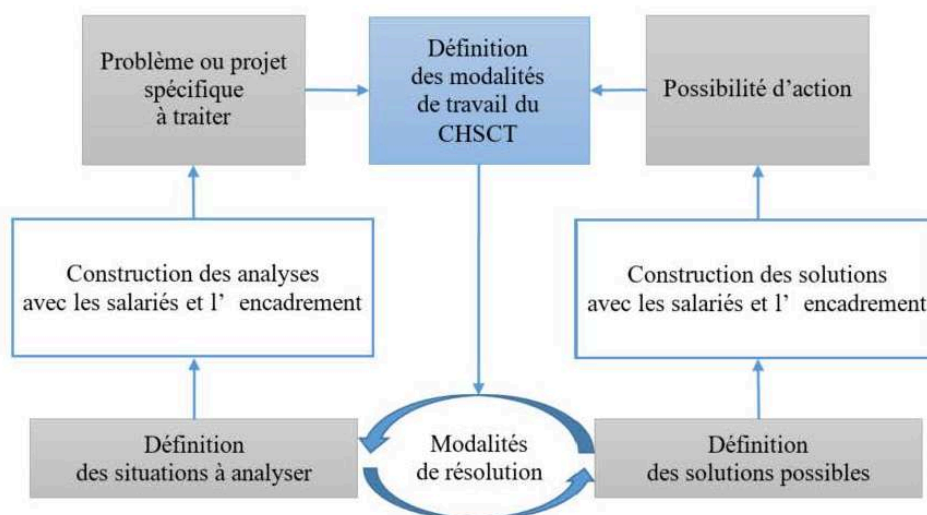 Problème ou projet
spécifique
à traiter
Définition
des modalités
de travail du
CHSCT
Possibilité d’action
Construction des analyses
avec les salariés et l’ encadrement
Construction des solutions
avec les salariés et l’ encadrement
Définition
des situations à analyser
Modalités
de résolution
Définition
des solutions possibles